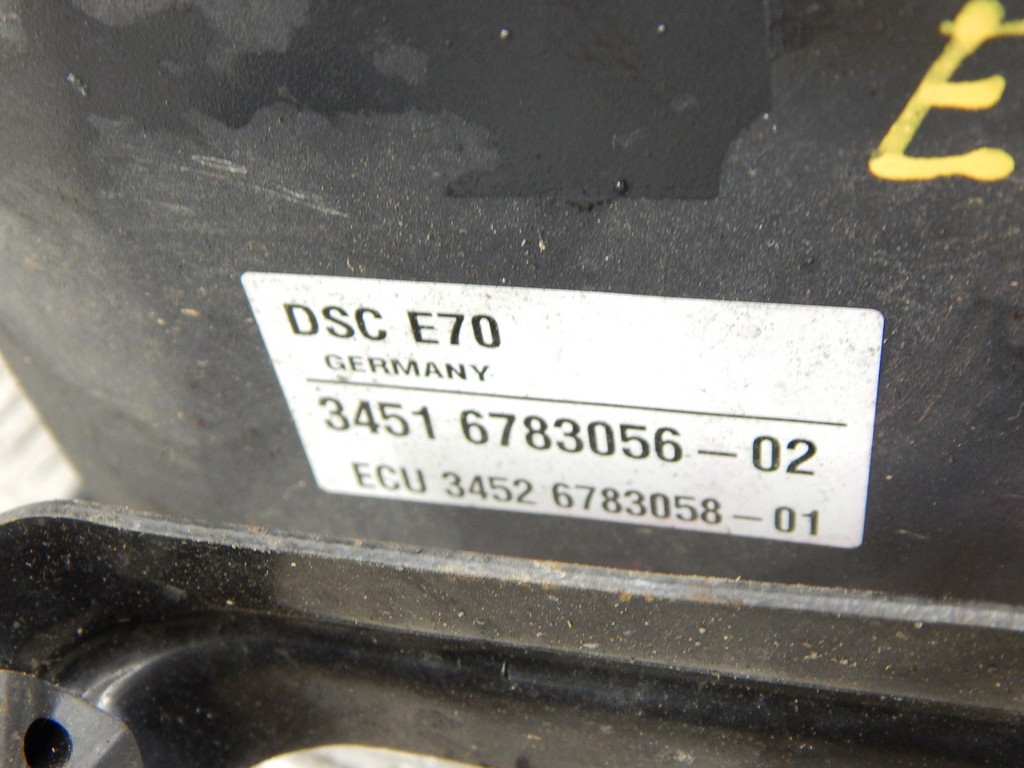 E
DSC E70
GERMANY
3451 6783056-02
ECU 3452 6783058-01